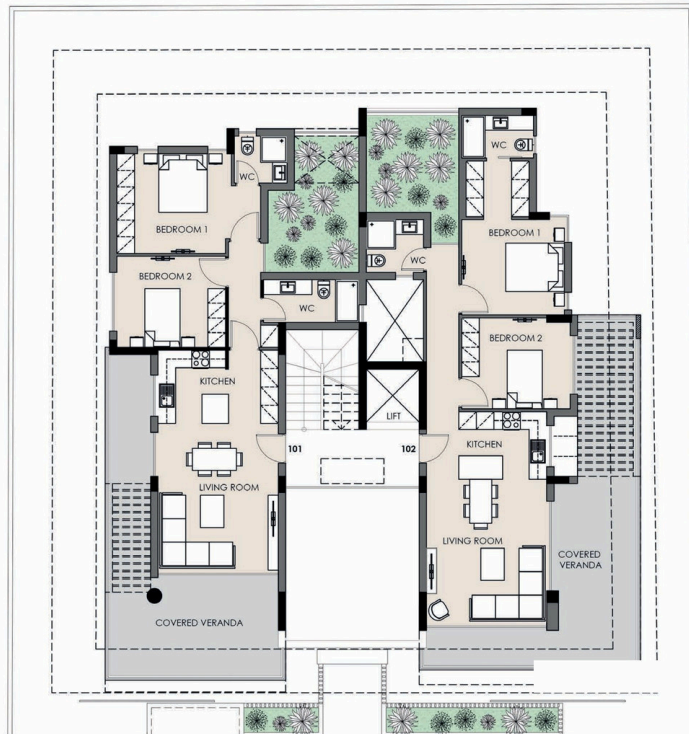 WC
WC
BEDROOM 1
BEDROOM 1
WC
BEDROOM 2
WC
BEDROOM 2
KITCHEN
LIFT
101
102
KITCHEN
LIVING ROOM
LIVING ROOM
COVERED
VERANDA
COVERED VERANDA